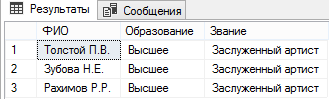 Результаты Сообщения
ФИО Образование Звание
1 Толстой П.В. Высшее Заслуженный артист
2 Зубова Н.Е. Высшее Заслуженный артист
3 Рахимов Р.Р. Высшее Заслуженный артист